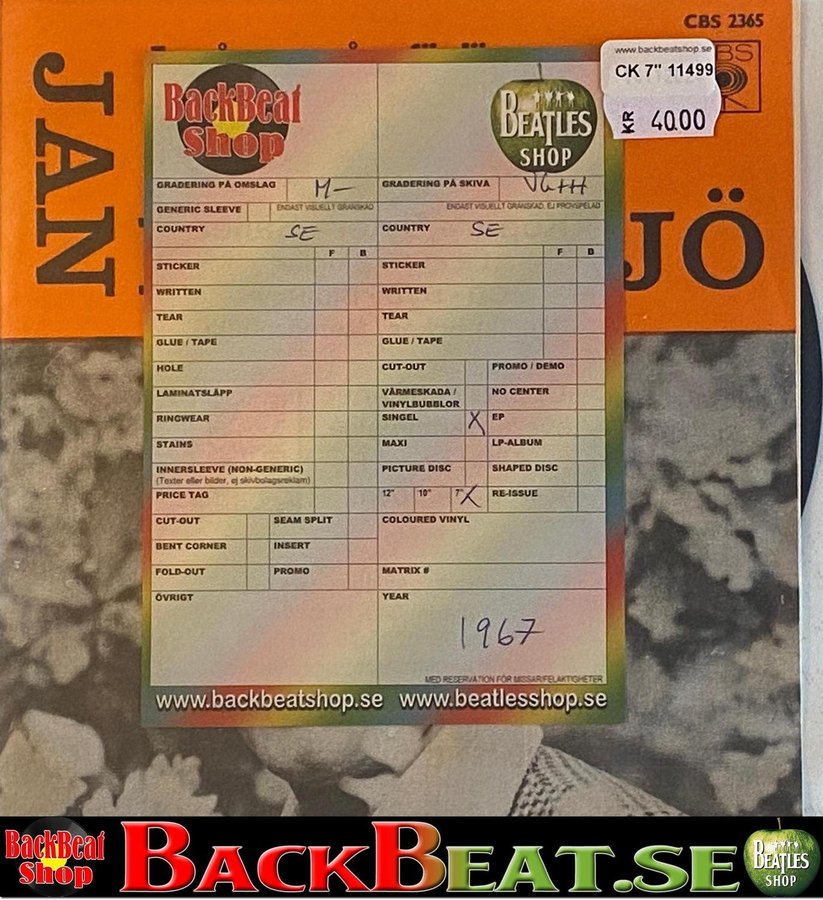 CBS 2365
JAN
JÖ
www.backbeatshop.se
CK 7" 11499
KR 40.00
BackBeat Shop
BEATLES SHOP
GRADERING PÅ OMSLAG M- GRADERING PÅ SKIVA VG+++
GENERIC SLEEVE ENDAST VISUELLT GRANSKAD ENDAST VISUELLT GRANSKAD, EJ PROVSPELAD
COUNTRY SE COUNTRY SE
F B F B
STICKER STICKER
WRITTEN WRITTEN
TEAR TEAR
GLUE / TAPE GLUE / TAPE
HOLE CUT-OUT PROMO / DEMO
LAMINATSLÄPP VÄRMESKADA / VINYLBUBBLOR NO CENTER
RINGWEAR SINGEL X EP
STAINS MAXI LP-ALBUM
INNERSLEEVE (NON-GENERIC) PICTURE DISC SHAPED DISC
(Texter eller bilder, ej skivbolagsreklam)
PRICE TAG 12" 10" 7" X RE-ISSUE
CUT-OUT SEAM SPLIT COLOURED VINYL
BENT CORNER INSERT
FOLD-OUT PROMO MATRIX #
ÖVRIGT YEAR
1967
MED RESERVATION FÖR MISSAR/FELAKTIGHETER
www.backbeatshop.se www.beatlesshop.se
BackBeat Shop BACKBEAT.SE BEATLES SHOP